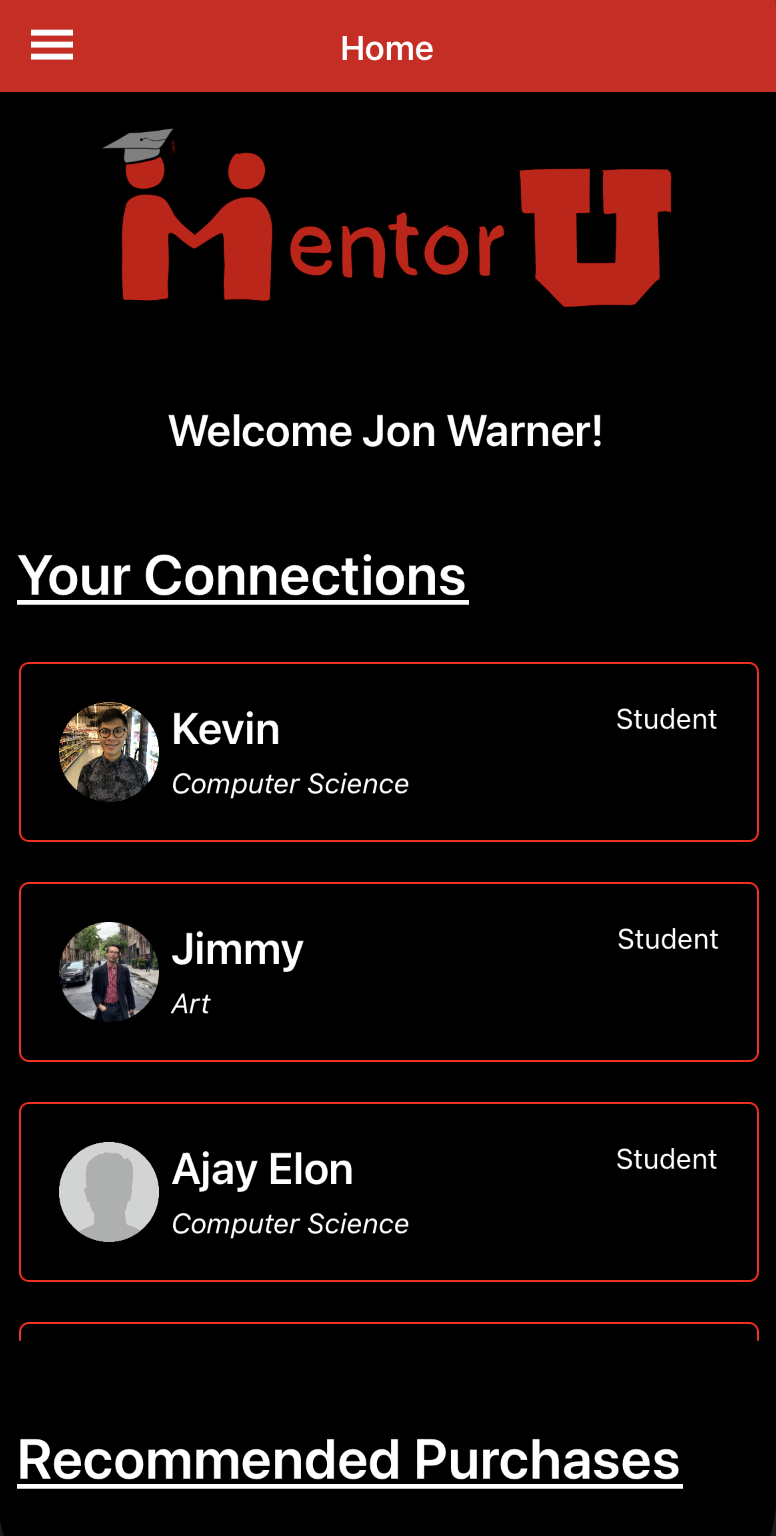 Home
Mentor U
Welcome Jon Warner!
Your Connections
Kevin
Student
Computer Science
Jimmy
Student
Art
Ajay Elon
Student
Computer Science
Recommended Purchases